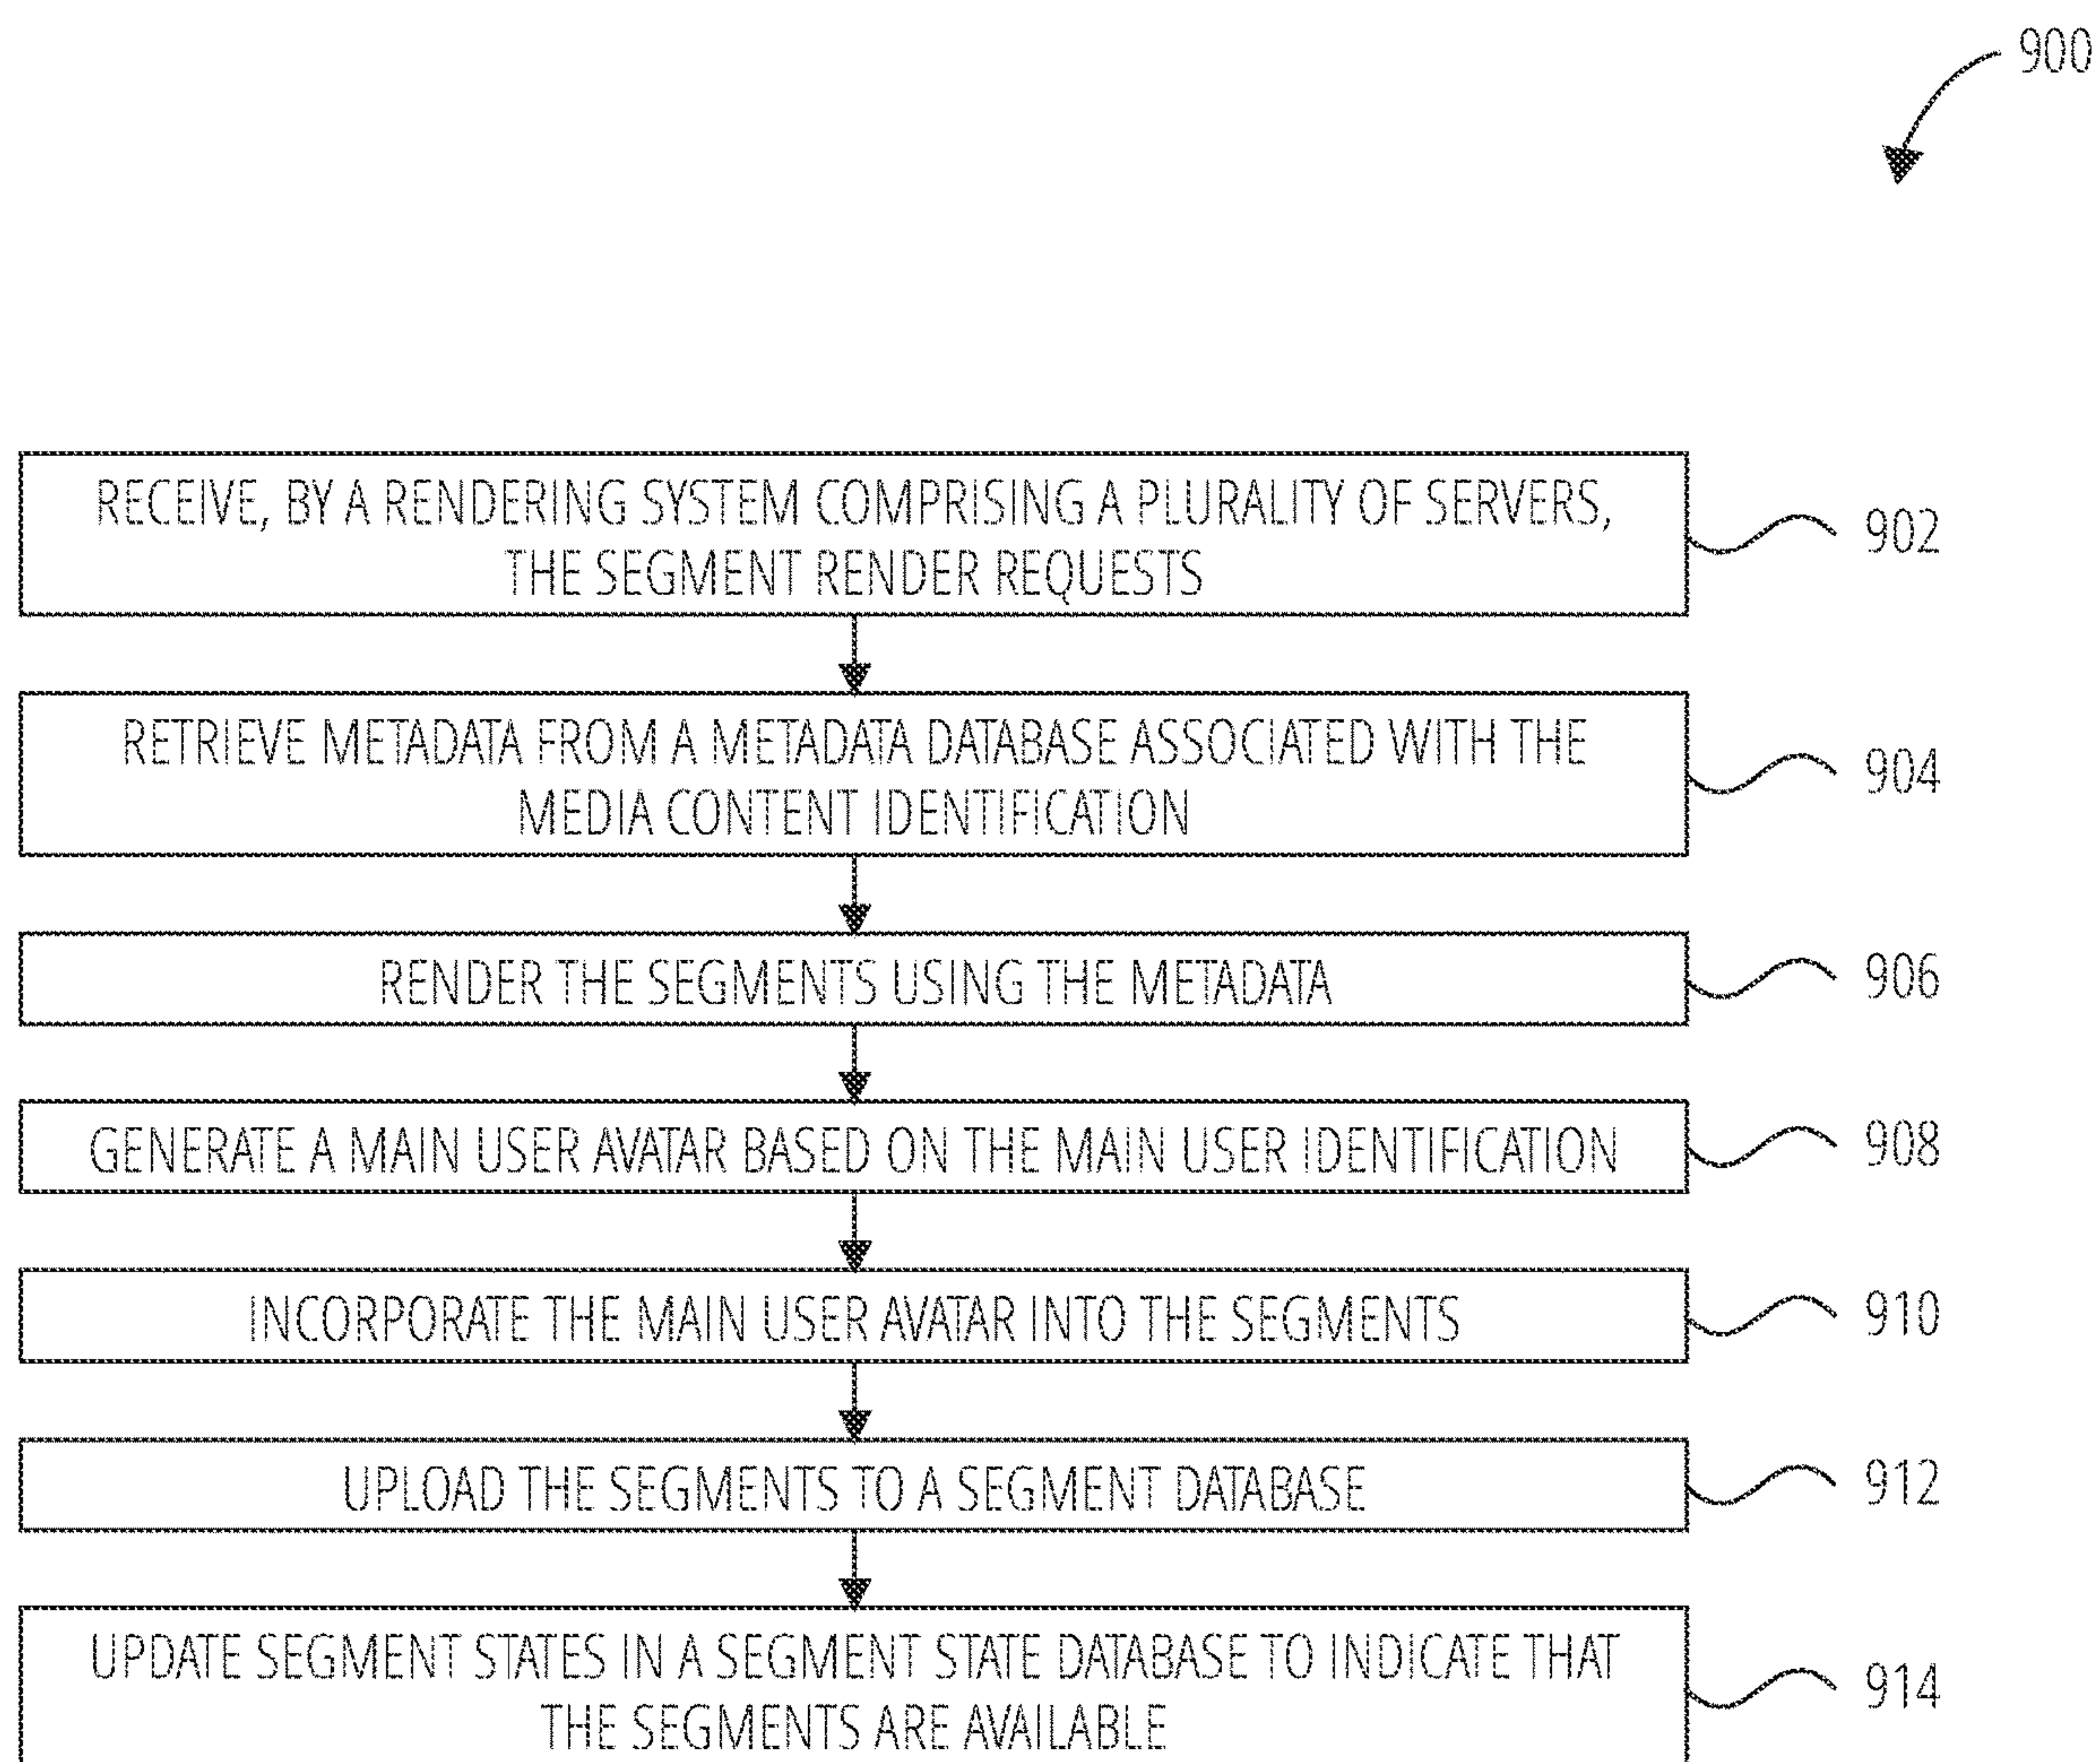 900
RECEIVE, BY A RENDERING SYSTEM COMPRISING A PLURALITY OF SERVERS,
THE SEGMENT RENDER REQUESTS
902
RETRIEVE METADATA FROM A METADATA DATABASE ASSOCIATED WITH THE
MEDIA CONTENT IDENTIFICATION
904
RENDER THE SEGMENTS USING THE METADATA
906
GENERATE A MAIN USER AVATAR BASED ON THE MAIN USER IDENTIFICATION
908
INCORPORATE THE MAIN USER AVATAR INTO THE SEGMENTS
910
UPLOAD THE SEGMENTS TO A SEGMENT DATABASE
912
UPDATE SEGMENT STATES IN A SEGMENT STATE DATABASE TO INDICATE THAT
THE SEGMENTS ARE AVAILABLE
914